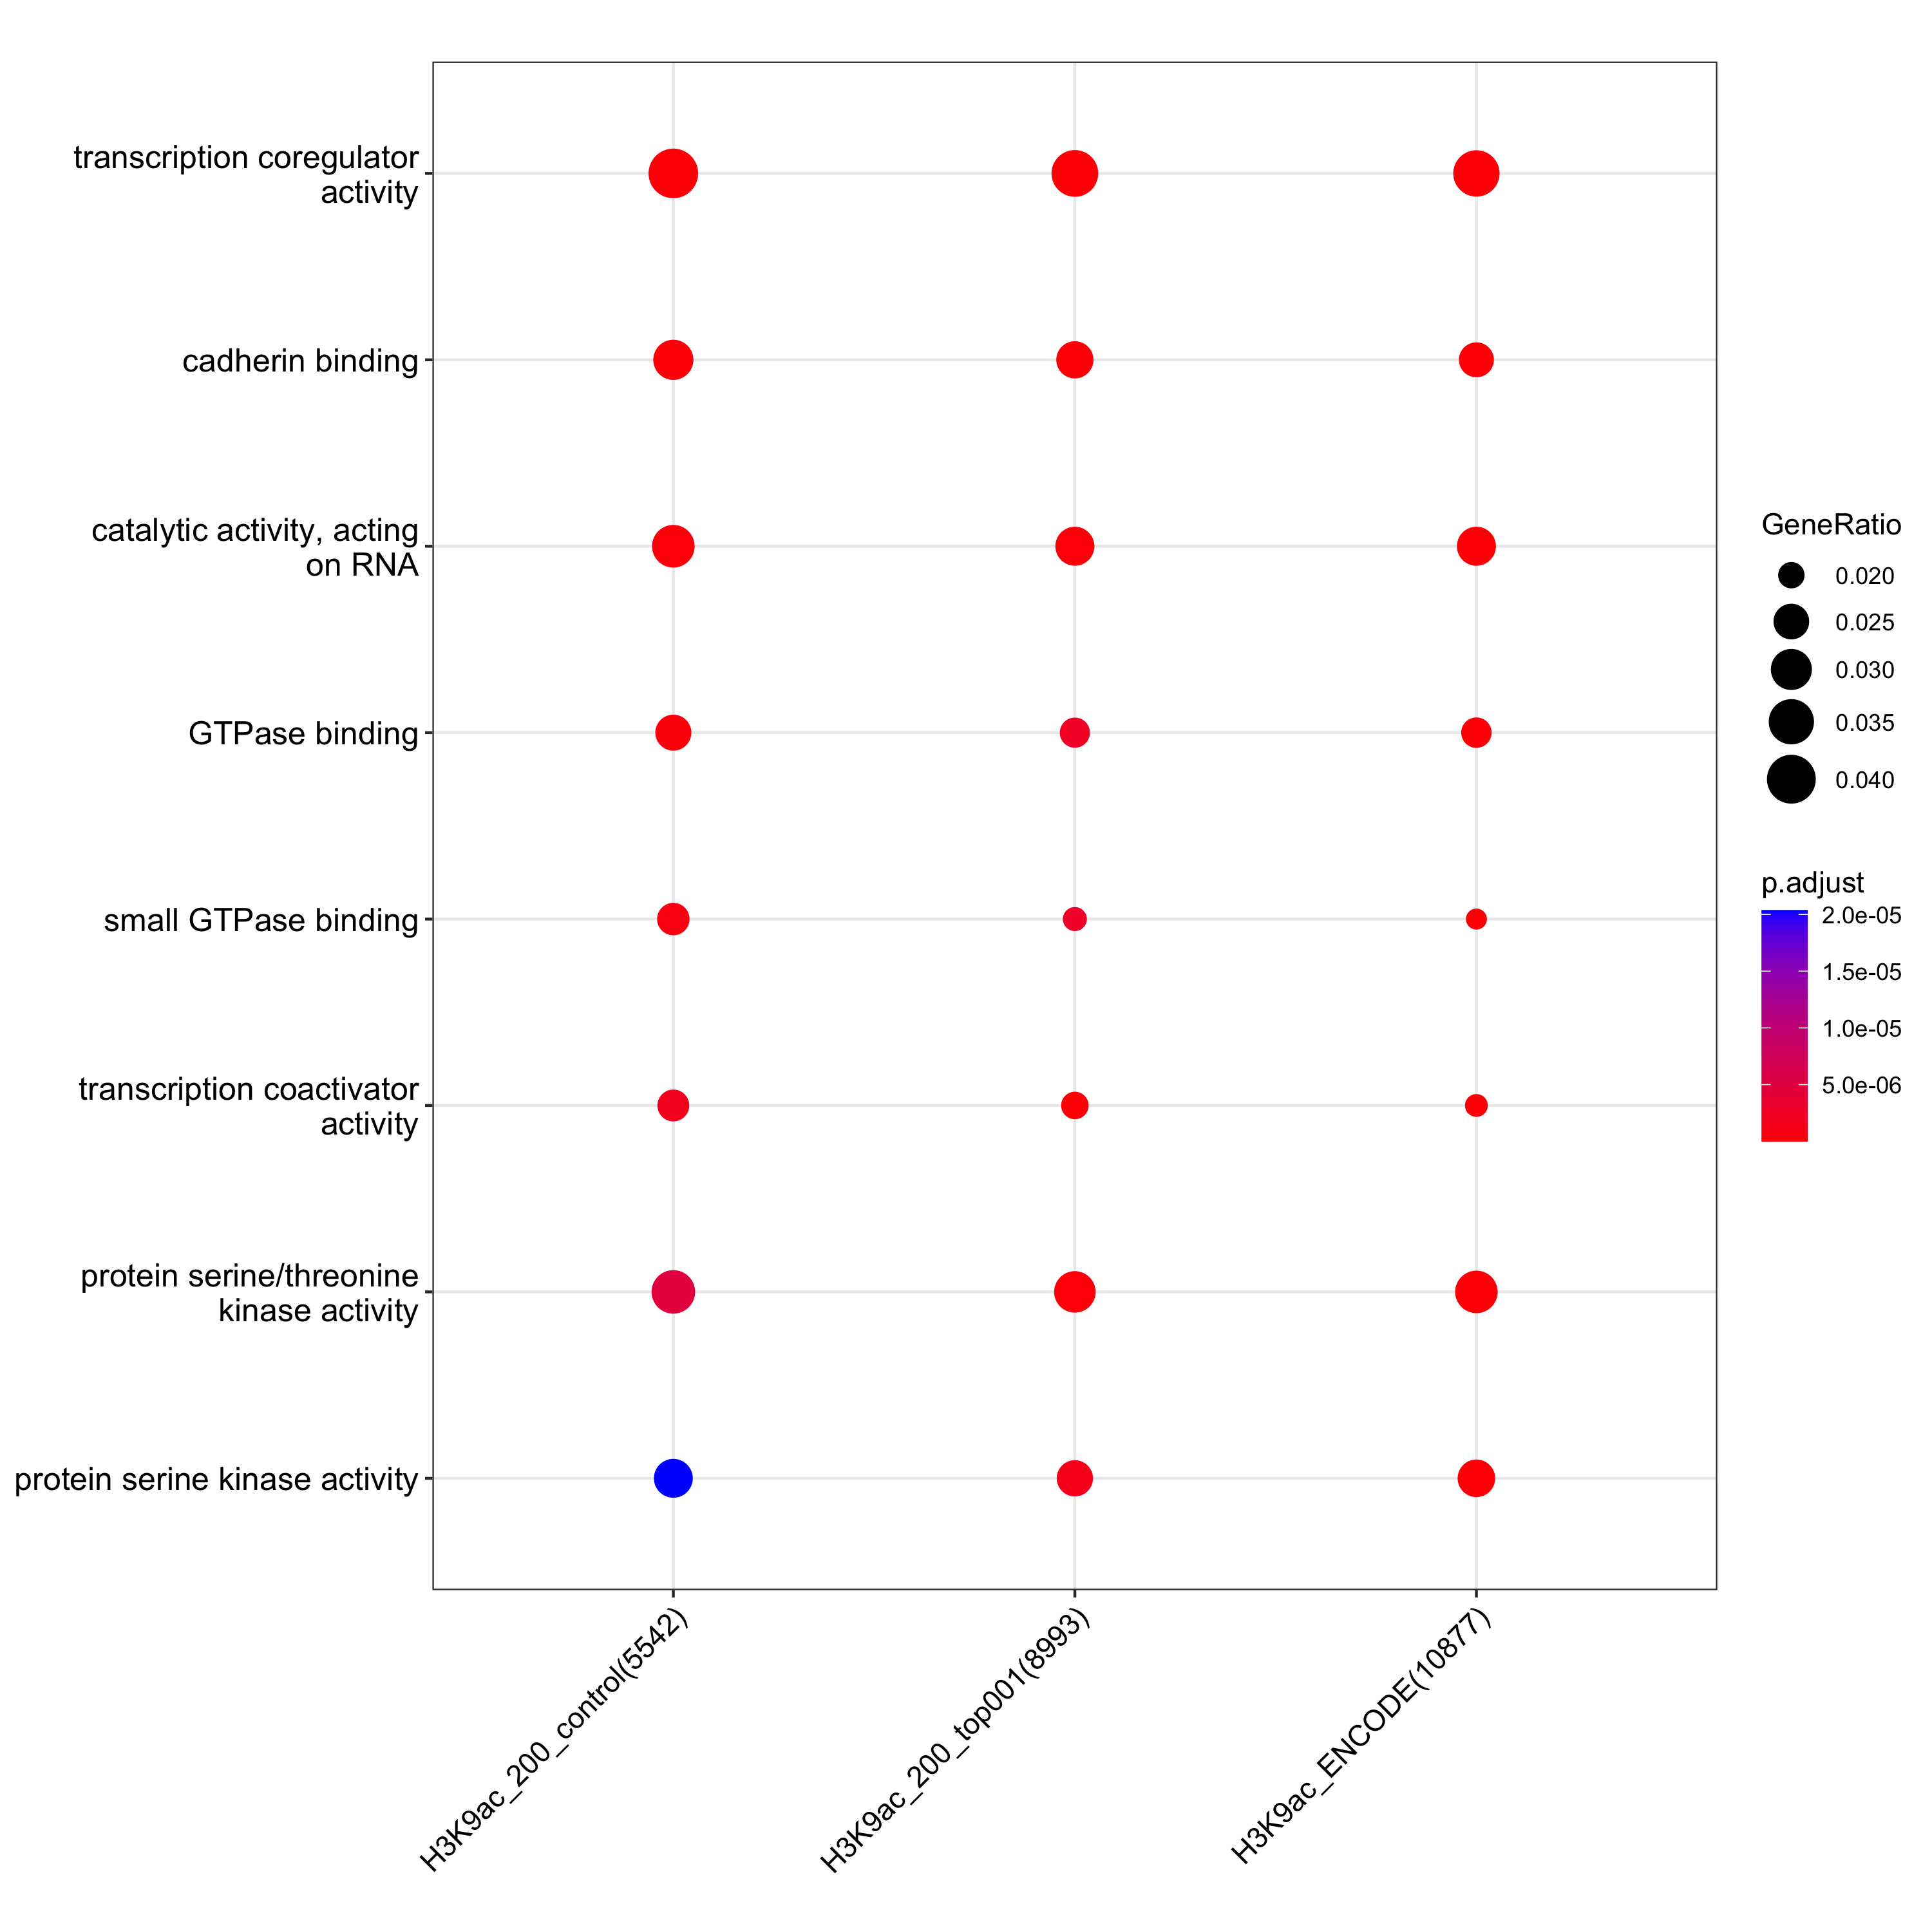 transcription coregulator
activity
cadherin binding
catalytic activity, acting
on RNA
GTPase binding
small GTPase binding
transcription coactivator
activity
protein serine/threonine
kinase activity
protein serine kinase activity
H3K9ac_200_control(5542)
H3K9ac_200_top001(8993)
H3K9ac_ENCODE(10877)
GeneRatio
0.020
0.025
0.030
0.035
0.040
p.adjust
2.0e-05
1.5e-05
1.0e-05
5.0e-06